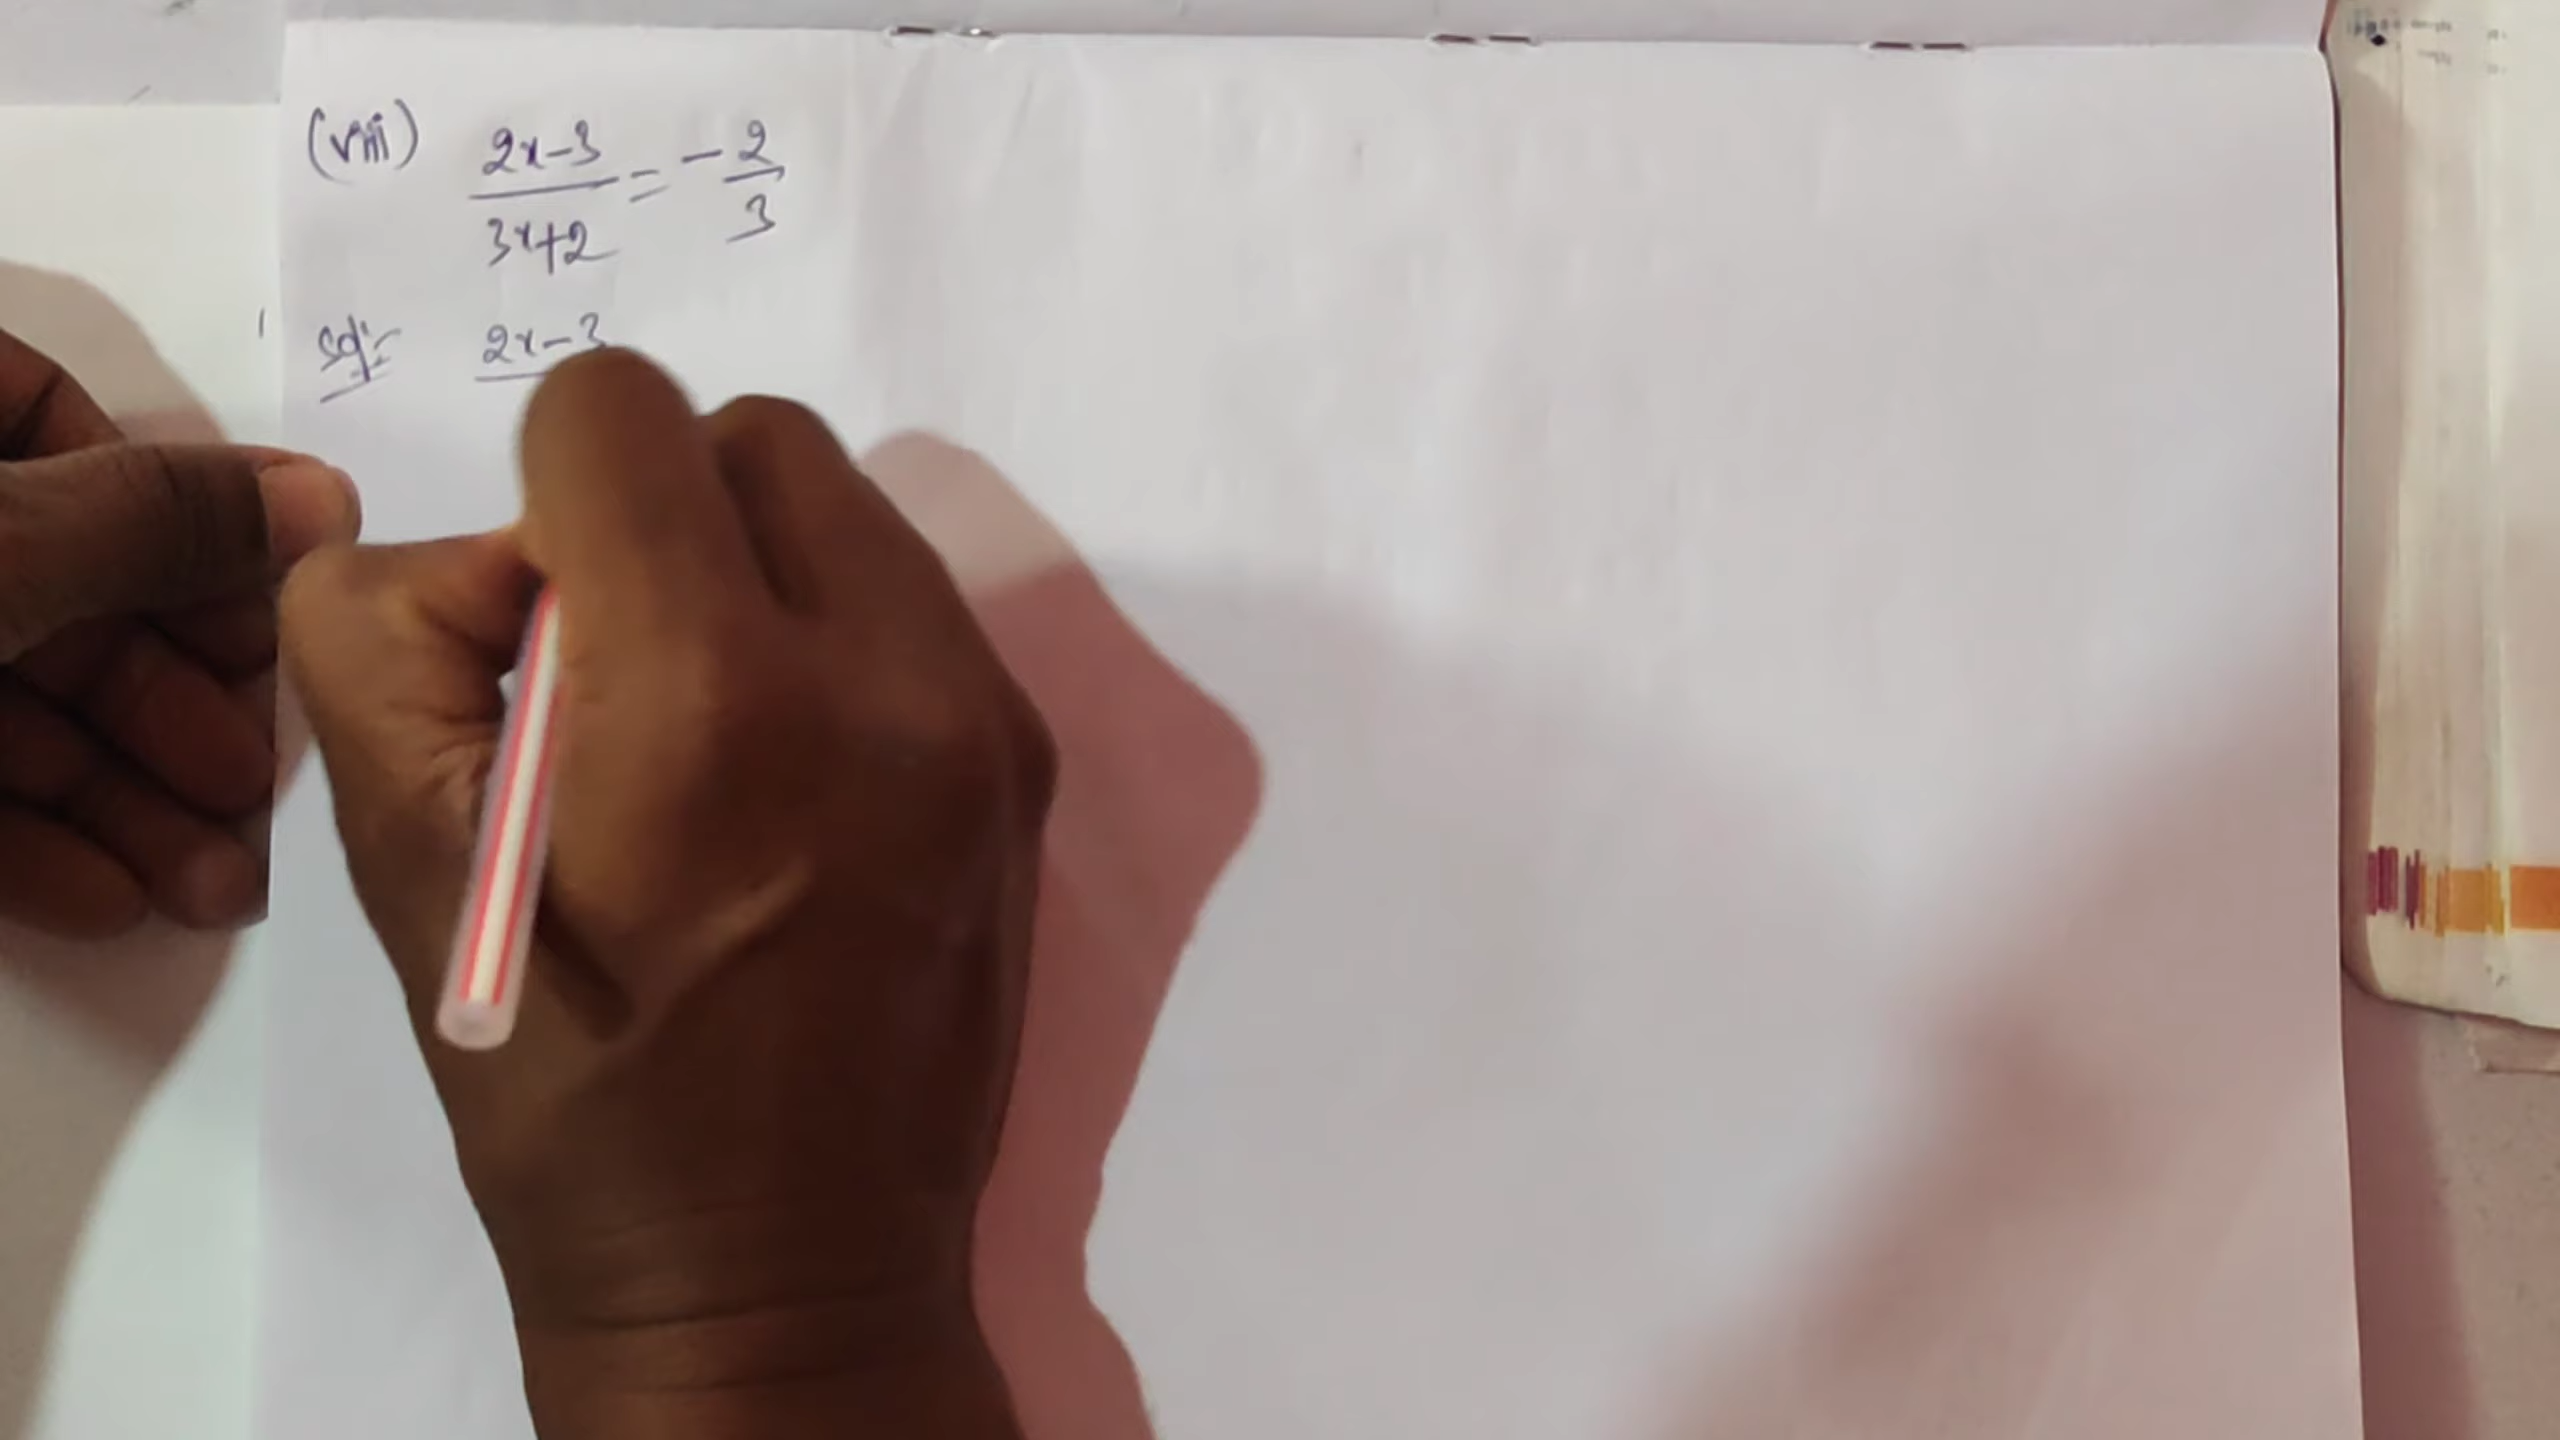 (viii) 2x-3/3x+2 = -2/3
Sol:- 2x-3